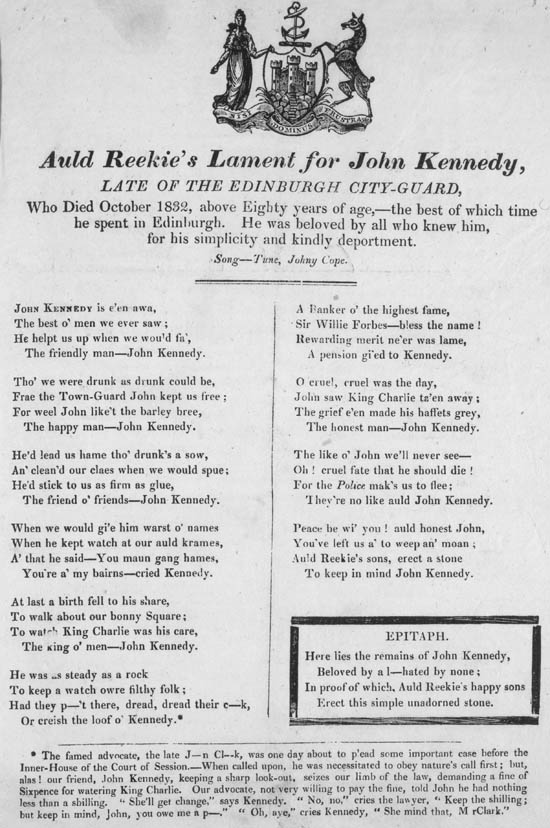 NISI DOMINUS FRUSTRA
Auld Reekie's Lament for John Kennedy,
LATE OF THE EDINBURGH CITY-GUARD,
Who Died October 1832, above Eighty years of age,—the best of which time
he spent in Edinburgh. He was beloved by all who knew him,
for his simplicity and kindly deportment.
Song—Tune, Johny Cope.
JOHN KENNEDY is e'en awa,
The best o' men we ever saw;
He helpt us up when we wou'd fa',
The friendly man—John Kennedy.
Tho' we were drunk as drunk could be,
Frae the Town-Guard John kept us free;
For weel John like't the barley bree,
The happy man—John Kennedy.
He'd lead us hame tho' drunk's a sow,
An' clean'd our claes when we would spue;
He'd stick to us as firm as glue,
The friend o' friends—John Kennedy.
When we would gi'e him warst o' names
When he kept watch at our auld krames,
A' that he said—You maun gang hames,
You're a' my bairns—cried Kennedy.
At last a birth fell to his share,
To walk about our bonny Square;
To watch King Charlie was his care,
The King o' men—John Kennedy.
He was as steady as a rock
To keep a watch owre filthy folk;
Had they p—'t there, dread, dread their c—k,
Or creish the loof o' Kennedy.*
A Banker o' the highest fame,
Sir Willie Forbes—bless the name!
Rewarding merit ne'er was lame,
A pension gi'ed to Kennedy.
O cruel, cruel was the day,
John saw King Charlie ta'en away;
The grief e'en made his haffets grey,
The honest man—John Kennedy.
The like o' John we'll never see—
Oh! cruel fate that he should die!
For the Police mak's us to flee;
They're no like auld John Kennedy.
Peace be wi' you! auld honest John,
You've left us a' to weep an' moan;
Auld Reekie's sons, erect a stone
To keep in mind John Kennedy.
EPITAPH.
Here lies the remains of John Kennedy,
Beloved by al—hated by none;
In proof of which, Auld Reekie's happy sons
Erect this simple unadorned stone.
* The famed advocate, the late J—n Cl—k, was one day about to plead some important case before the
Inner-House of the Court of Session.—When called upon, he was necessitated to obey nature's call first; but,
alas! our friend, John Kennedy, keeping a sharp look-out, seizes our limb of the law, demanding a fine of
Sixpence for watering King Charlie. Our advocate, not very willing to pay the fine, told John he had nothing
less than a shilling. "She'll get change," says Kennedy. "No, no," cries the lawyer, "Keep the shilling;
but keep in mind, John, you owe me a p—." "Oh, aye," cries Kennedy, "She mind that, M rClark."